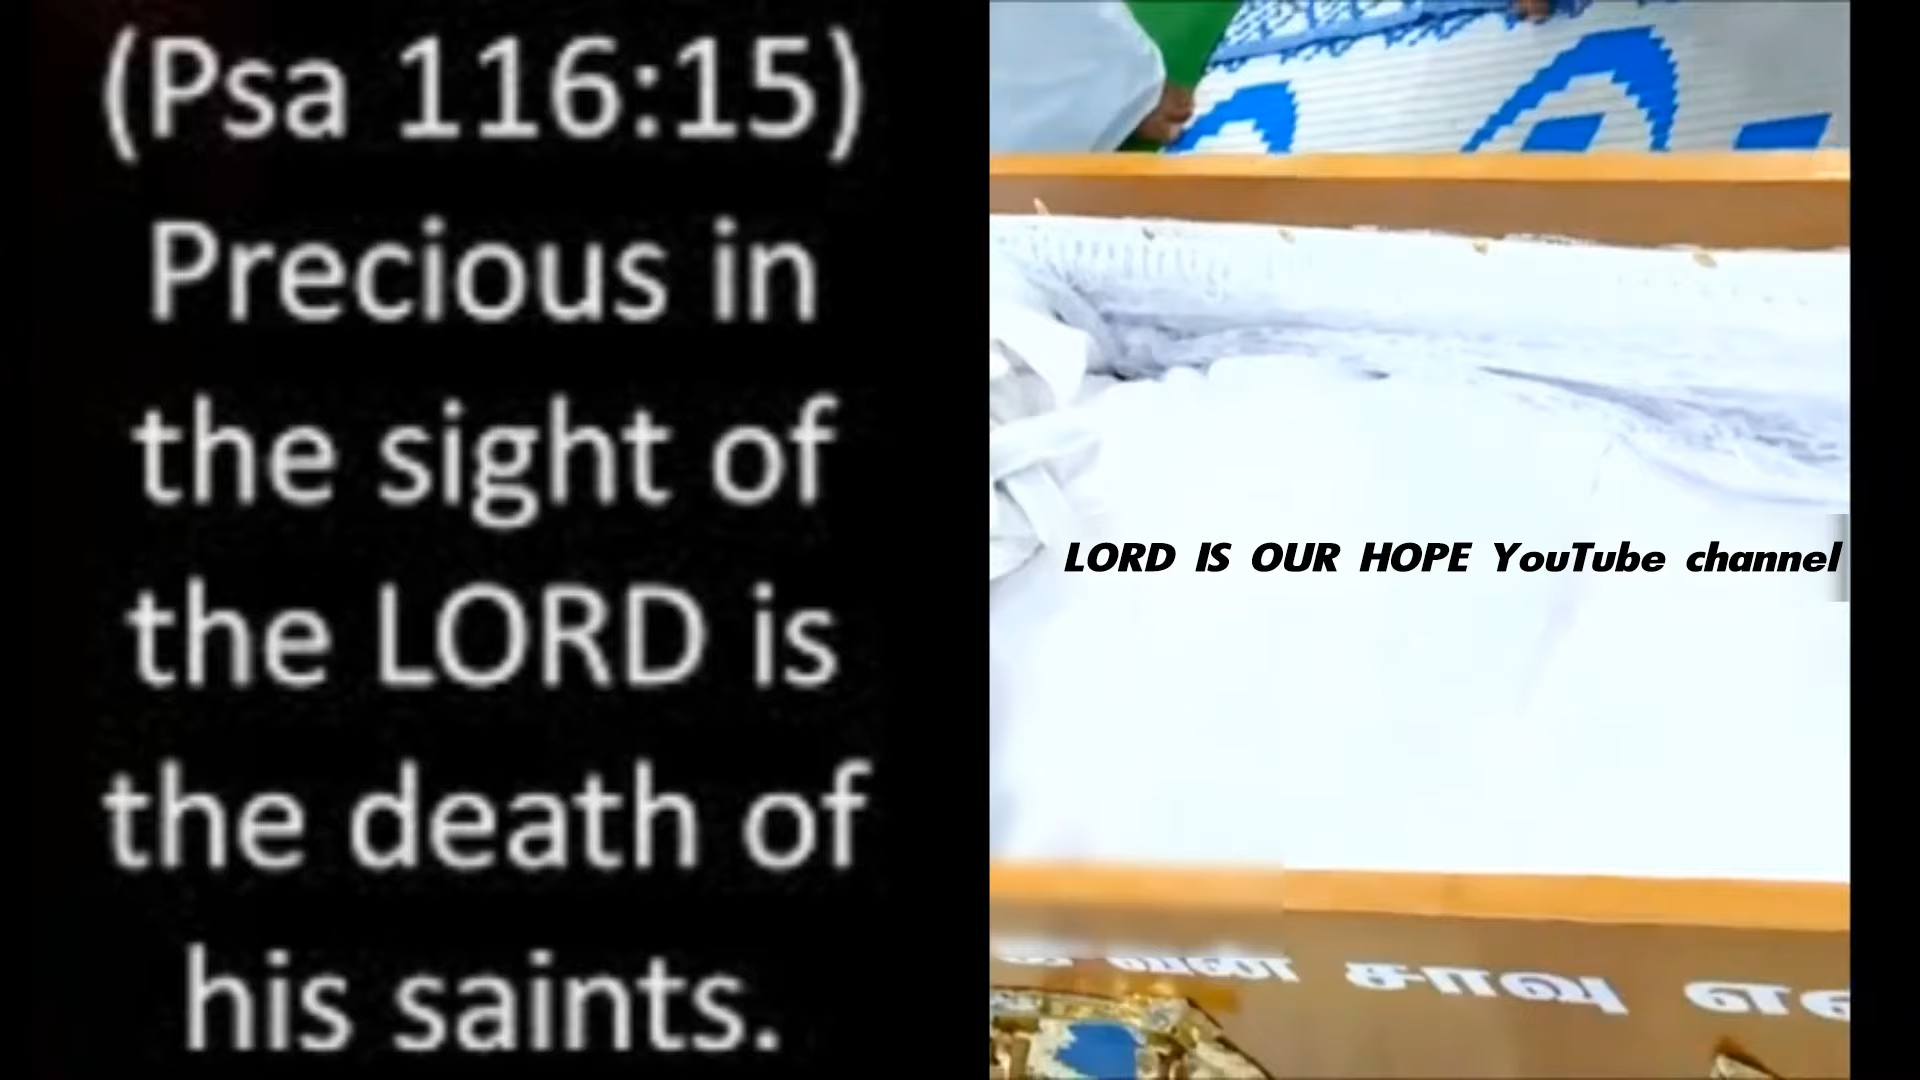 (Psa 116:15)
Precious in
the sight of
the LORD is
the death of
his saints.
LORD IS OUR HOPE YouTube channel
சாவு